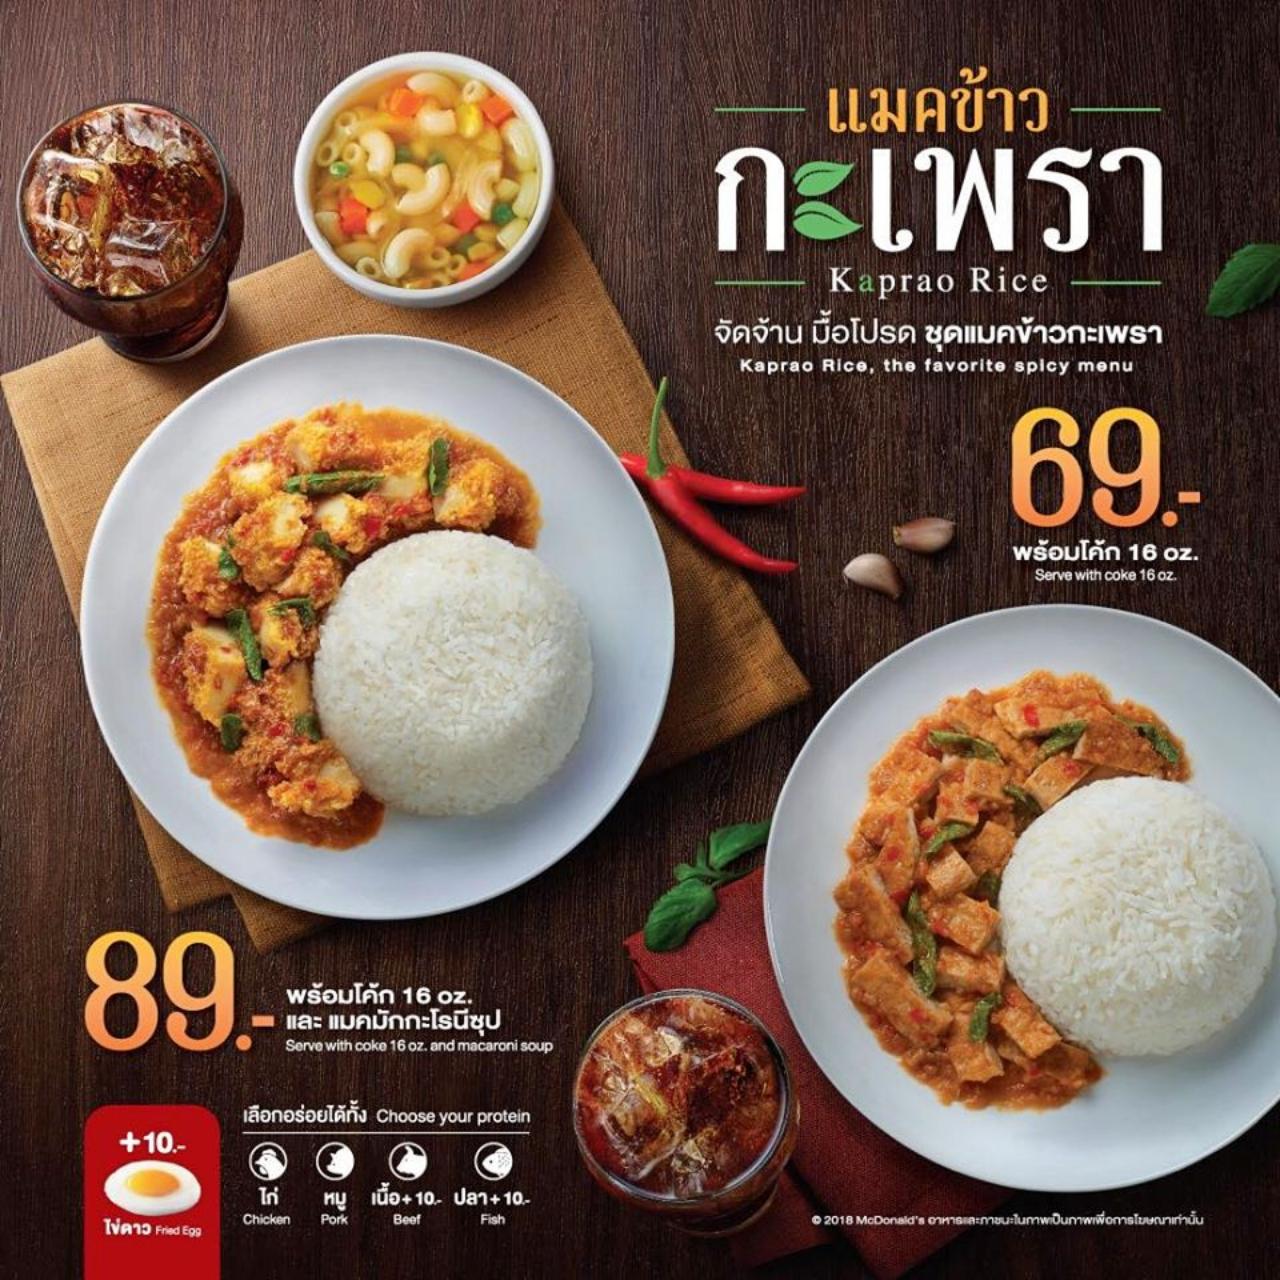 แมคข้าว
กะเพรา
Kaprao Rice
จัดจ้าน มื้อโปรด ชุดแมคข้าวกะเพรา
Kaprao Rice, the favorite spicy menu
69.-
พร้อมโค้ก 16 oz.
Serve with coke 16 oz.
89.-
พร้อมโค้ก 16 oz.
และ แมคมักกะโรนีซุป
Serve with coke 16 oz. and macaroni soup
+10.-
ไข่ดาว Fried Egg
เลือกอร่อยได้ทั้ง Choose your protein
ไก่ หมู เนื้อ+10.- ปลา+10.-
Chicken Pork Beef Fish
© 2018 McDonald's อาหารและภาชนะในภาพเป็นภาพเพื่อการโฆษณาเท่านั้น